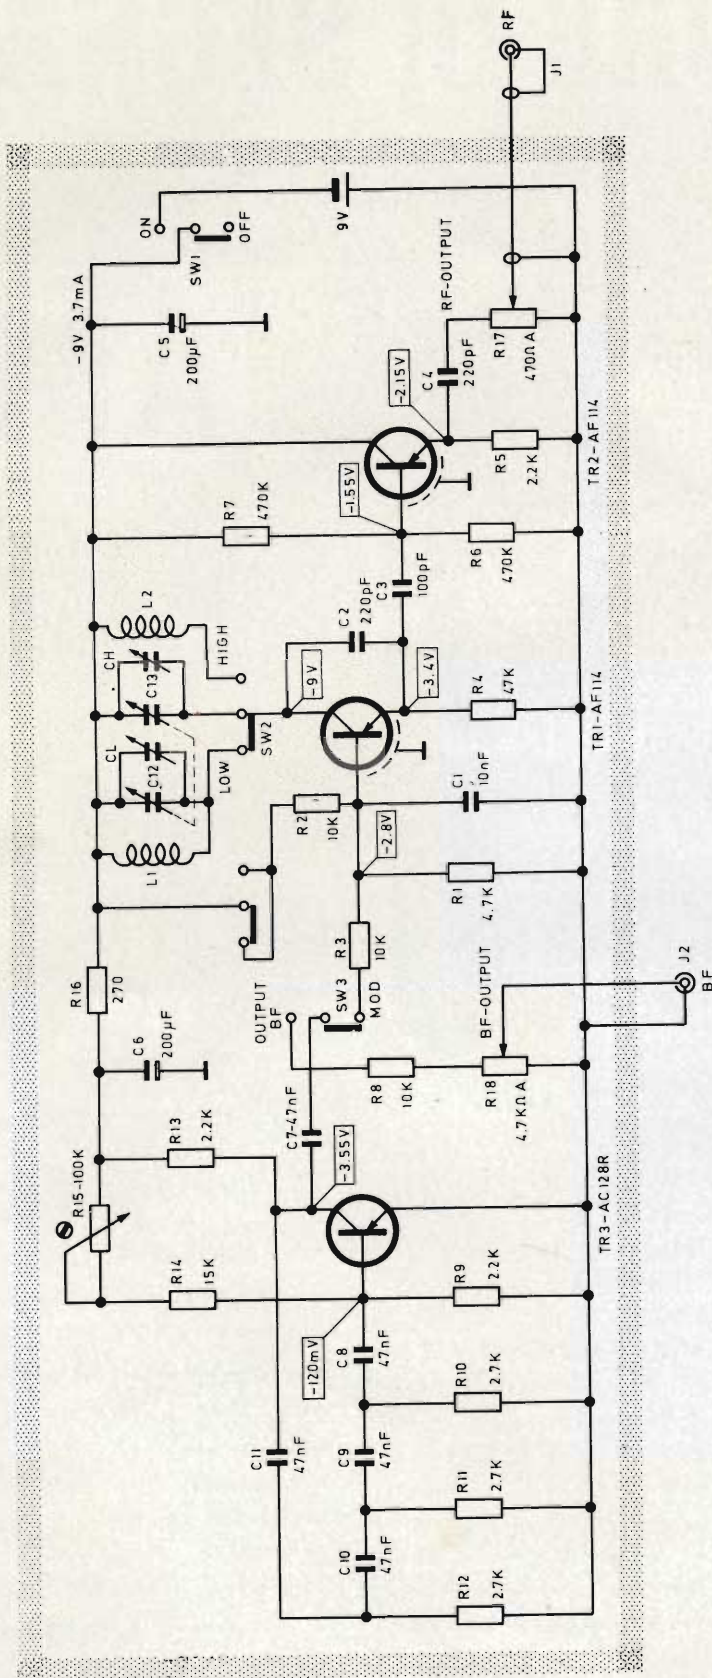 R15-100K
R16
270
-9V 3.7mA
R14
15K
R13
2.2K
C6
200µF
L1
CL
C12
C13
CH
L2
LOW
HIGH
SW2
R7
470K
C5
200µF
ON
SW1
OFF
9V
C11
47nF
-120mV
-3.55V
C7-47nF
OUTPUT
BF
SW3
MOD
R2
10K
-9V
C2
220pF
-1.55V
-2.15V
C10
47nF
C9
47nF
C8
47nF
R3
10K
-2.8V
-3.4V
C3
100pF
C4
220pF
RF-OUTPUT
R12
2.7K
R11
2.7K
R10
2.7K
R9
2.2K
R8
10K
R18
4.7KΩA
BF-OUTPUT
R1
4.7K
C1
10nF
R4
47K
R6
470K
R5
2.2K
R17
470ΩA
TR3-AC128R
TR1-AF114
TR2-AF114
J2
BF
J1
RF